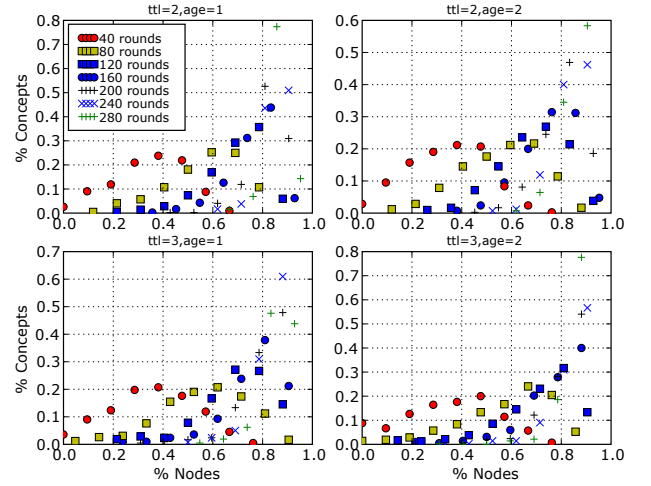 ttl=2,age=1
ttl=2,age=2
% Concepts
0.8
0.7
0.6
0.5
0.4
0.3
0.2
0.1
0.0
40 rounds
80 rounds
120 rounds
160 rounds
200 rounds
240 rounds
280 rounds
0.0 0.2 0.4 0.6 0.8 1.0
0.6
0.5
0.4
0.3
0.2
0.1
0.0
0.0 0.2 0.4 0.6 0.8 1.0
ttl=3,age=1
ttl=3,age=2
% Concepts
0.7
0.6
0.5
0.4
0.3
0.2
0.1
0.0
0.0 0.2 0.4 0.6 0.8 1.0
% Nodes
0.8
0.7
0.6
0.5
0.4
0.3
0.2
0.1
0.0
0.0 0.2 0.4 0.6 0.8 1.0
% Nodes